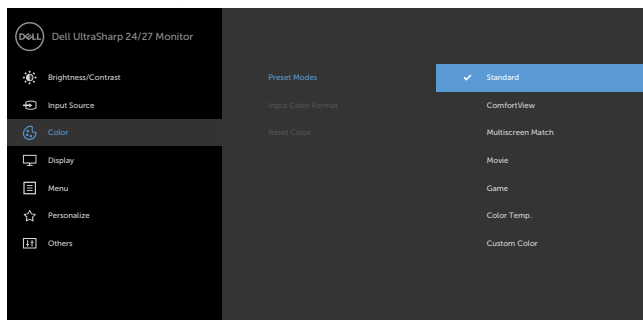 DELL Dell UltraSharp 24/27 Monitor
Brightness/Contrast
Preset Modes
Standard
Input Source
Input Color Format
ComfortView
Color
Reset Color
Multiscreen Match
Display
Movie
Menu
Game
Personalize
Color Temp.
Others
Custom Color